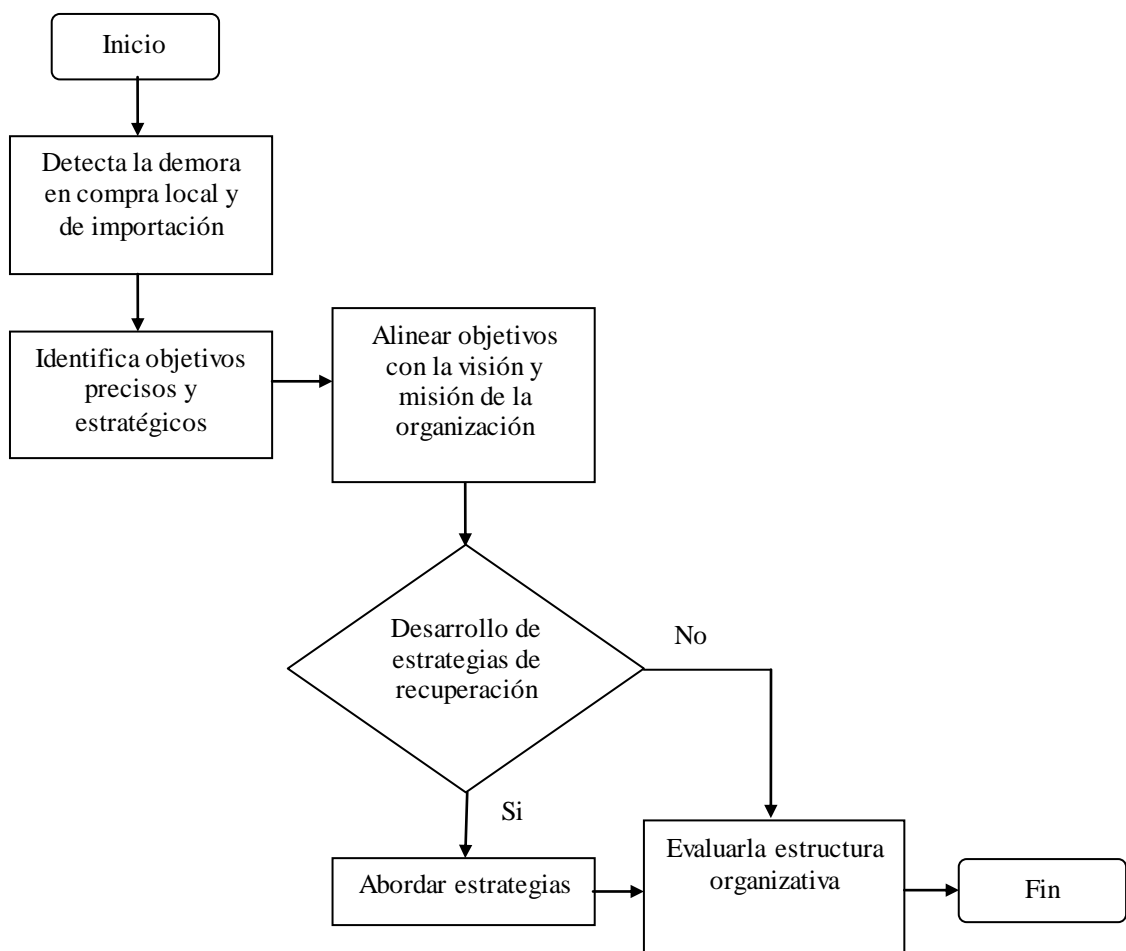 Inicio
Detecta la demora
en compra local y
de importación
Identifica objetivos
precisos y
estratégicos
Alinear objetivos
con la visión y
misión de la
organización
Desarrollo de
estrategias de
recuperación
No
Si
Abordar estrategias
Evaluarla estructura
organizativa
Fin